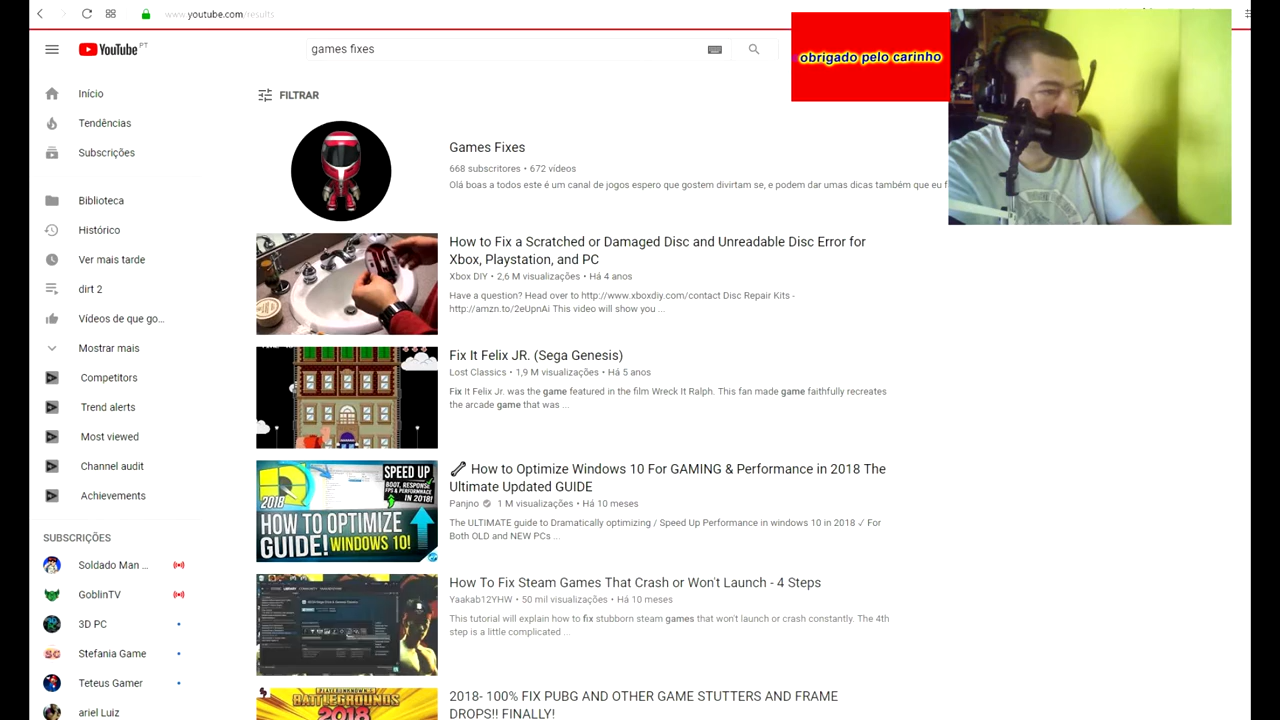 www.youtube.com/results
YouTube PT
games fixes
obrigado pelo carinho
Início
Tendências
Subscrições
Biblioteca
Histórico
Ver mais tarde
dirt 2
Vídeos de que go...
Mostrar mais
Competitors
Trend alerts
Most viewed
Channel audit
Achievements
SUBSCRIÇÕES
Soldado Man ...
GoblinTV
3D PC
Stefania Game
Teteus Gamer
ariel Luiz
FILTRAR
Games Fixes
668 subscritores • 672 vídeos
Olá boas a todos este é um canal de jogos espero que gostem divirtam se, e podem dar umas dicas também que eu f
How to Fix a Scratched or Damaged Disc and Unreadable Disc Error for
Xbox, Playstation, and PC
Xbox DIY • 2,6 M visualizações • Há 4 anos
Have a question? Head over to http://www.xboxdiy.com/contact Disc Repair Kits -
http://amzn.to/2eUpnAi This video will show you ...
Fix It Felix JR. (Sega Genesis)
Lost Classics • 1,9 M visualizações • Há 5 anos
Fix It Felix Jr. was the game featured in the film Wreck It Ralph. This fan made game faithfully recreates
the arcade game that was ...
2018
SPEED UP
BOOT, RESPONSE
FPS & PERFORMANCE
IN 2018!
HOW TO OPTIMIZE
GUIDE! WINDOWS 10!
How to Optimize Windows 10 For GAMING & Performance in 2018 The
Ultimate Updated GUIDE
Panjno 1 M visualizações • Há 10 meses
The ULTIMATE guide to Dramatically optimizing / Speed Up Performance in windows 10 in 2018 ✓ For
Both OLD and NEW PCs ...
How To Fix Steam Games That Crash or Won't Launch - 4 Steps
Yaakab12YHW • 50 mil visualizações • Há 10 meses
This tutorial will explain how to fix stubborn steam games that won't launch or crash constantly. The 4th
step is a little complicated ...
PLAYERUNKNOWN'S
BATTLEGROUNDS
2018
2018- 100% FIX PUBG AND OTHER GAME STUTTERS AND FRAME
DROPS!! FINALLY!